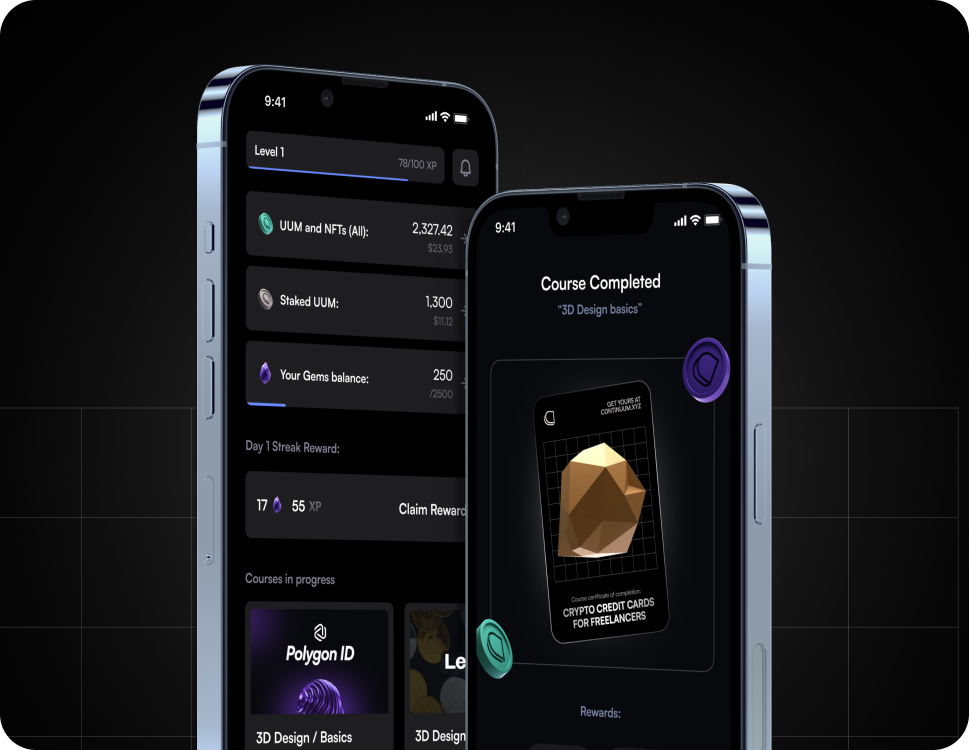 9:41
Level 1
78/100 XP
UUM and NFTs (All):
2,327.42
$23.93
Staked UUM:
1,300
$11.12
Your Gems balance:
250
/2500
Day 1 Streak Reward:
17
55 XP
Claim Reward
Courses in progress
Polygon ID
Le
3D Design / Basics
3D Design
9:41
Course Completed
“3D Design basics”
GET YOURS AT
CONTINUUM.XYZ
Course certificate of completion:
CRYPTO CREDIT CARDS
FOR FREELANCERS
Rewards: